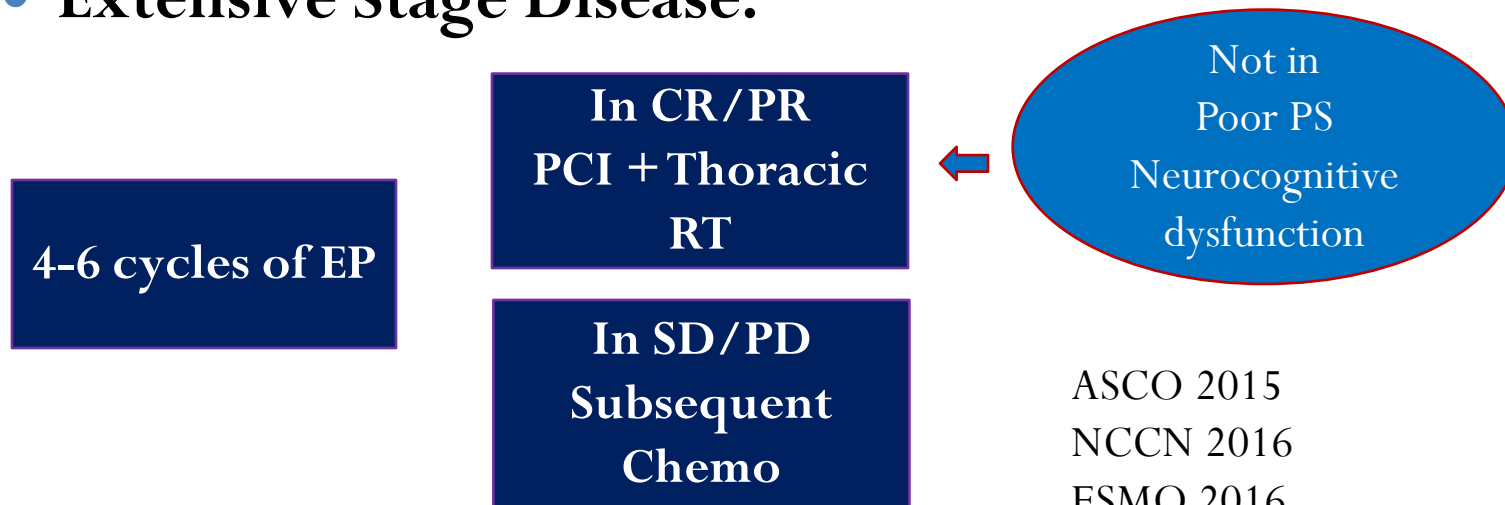 • Extensive Stage Disease:
Not in
Poor PS
Neurocognitive
dysfunction
In CR/PR
PCI + Thoracic
RT
4-6 cycles of EP
In SD/PD
Subsequent
Chemo
ASCO 2015
NCCN 2016
ESMO 2016